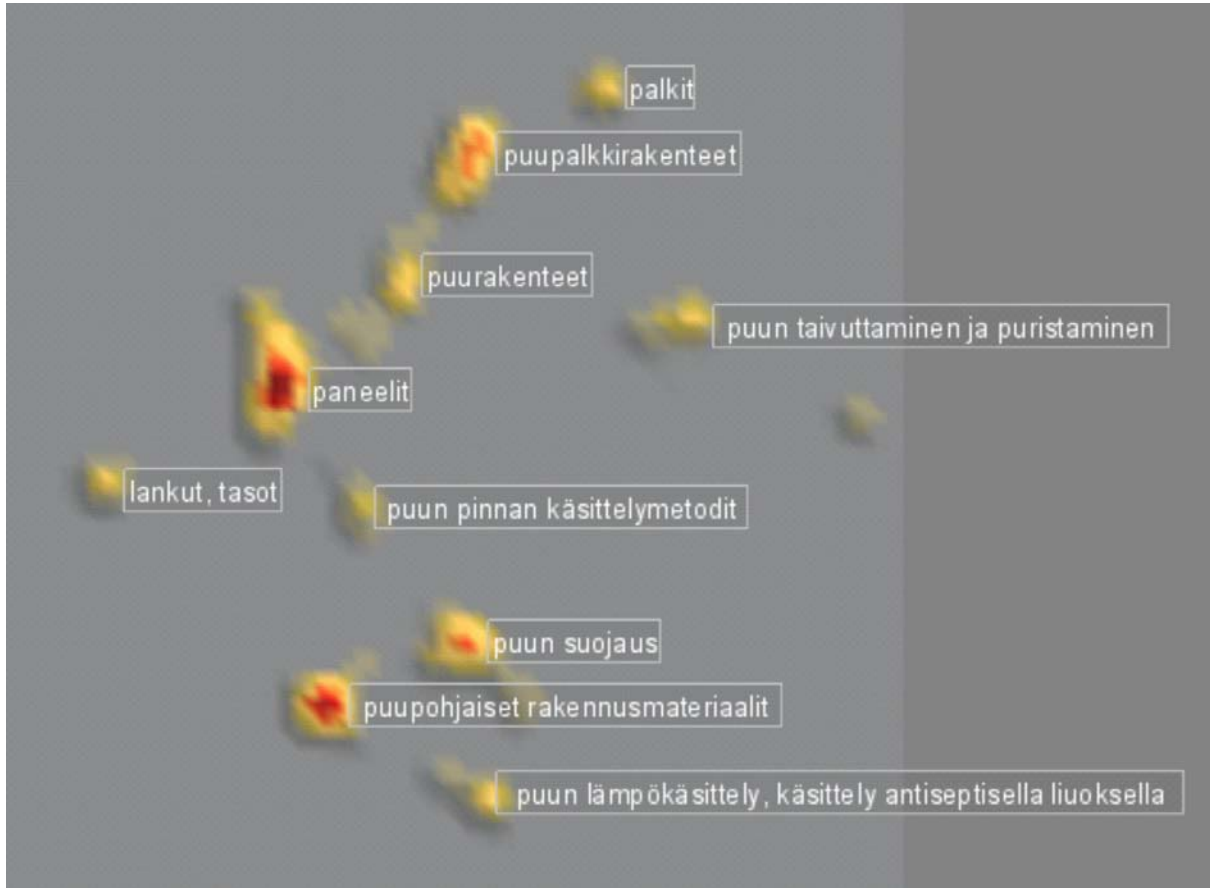 palkit
puupalkkirakenteet
puurakenteet
puun taivuttaminen ja puristaminen
paneelit
lankut, tasot
puun pinnan käsittelymetodit
puun suojaus
puupohjaiset rakennusmateriaalit
puun lämpökäsittely, käsittely antiseptisella liuoksella